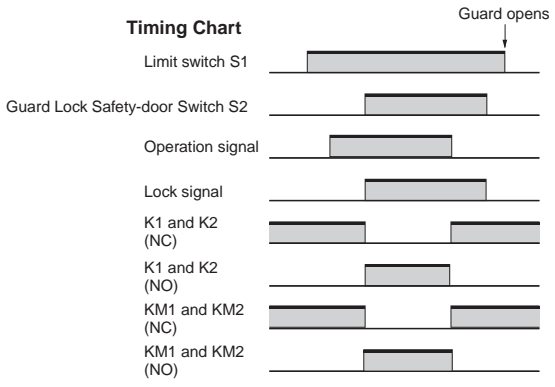 Guard opens
Timing Chart
Limit switch S1
Guard Lock Safety-door Switch S2
Operation signal
Lock signal
K1 and K2
(NC)
K1 and K2
(NO)
KM1 and KM2
(NC)
KM1 and KM2
(NO)